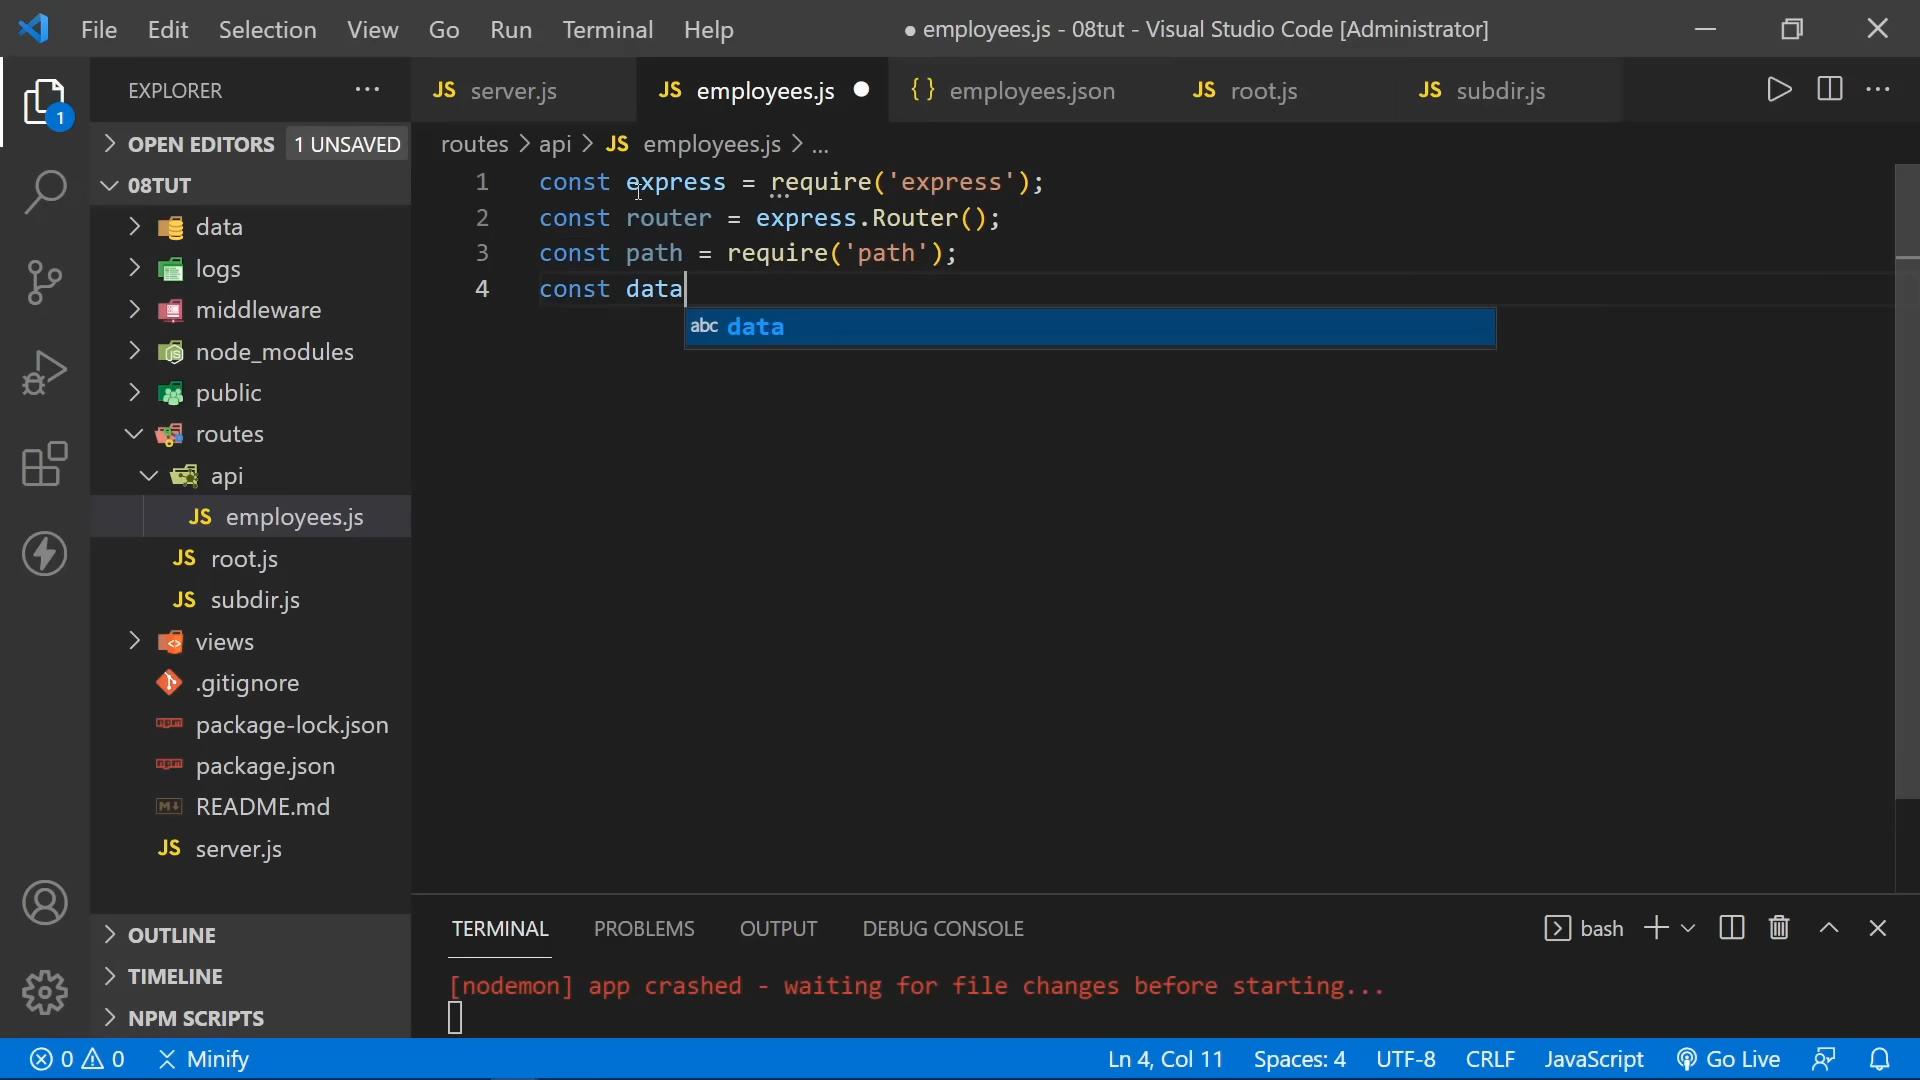 File Edit Selection View Go Run Terminal Help ● employees.js - 08tut - Visual Studio Code [Administrator]
EXPLORER ...
JS server.js JS employees.js ● {} employees.json JS root.js JS subdir.js ...
1
OPEN EDITORS 1 UNSAVED
08TUT
data
logs
middleware
node_modules
public
routes
api
JS employees.js
JS root.js
JS subdir.js
views
.gitignore
package-lock.json
package.json
README.md
JS server.js
OUTLINE
TIMELINE
NPM SCRIPTS
routes > api > JS employees.js > ...
1 const express = require('express');
2 const router = express.Router();
3 const path = require('path');
4 const data
abc data
TERMINAL PROBLEMS OUTPUT DEBUG CONSOLE bash
[nodemon] app crashed - waiting for file changes before starting...
0 0 Minify Ln 4, Col 11 Spaces: 4 UTF-8 CRLF JavaScript Go Live